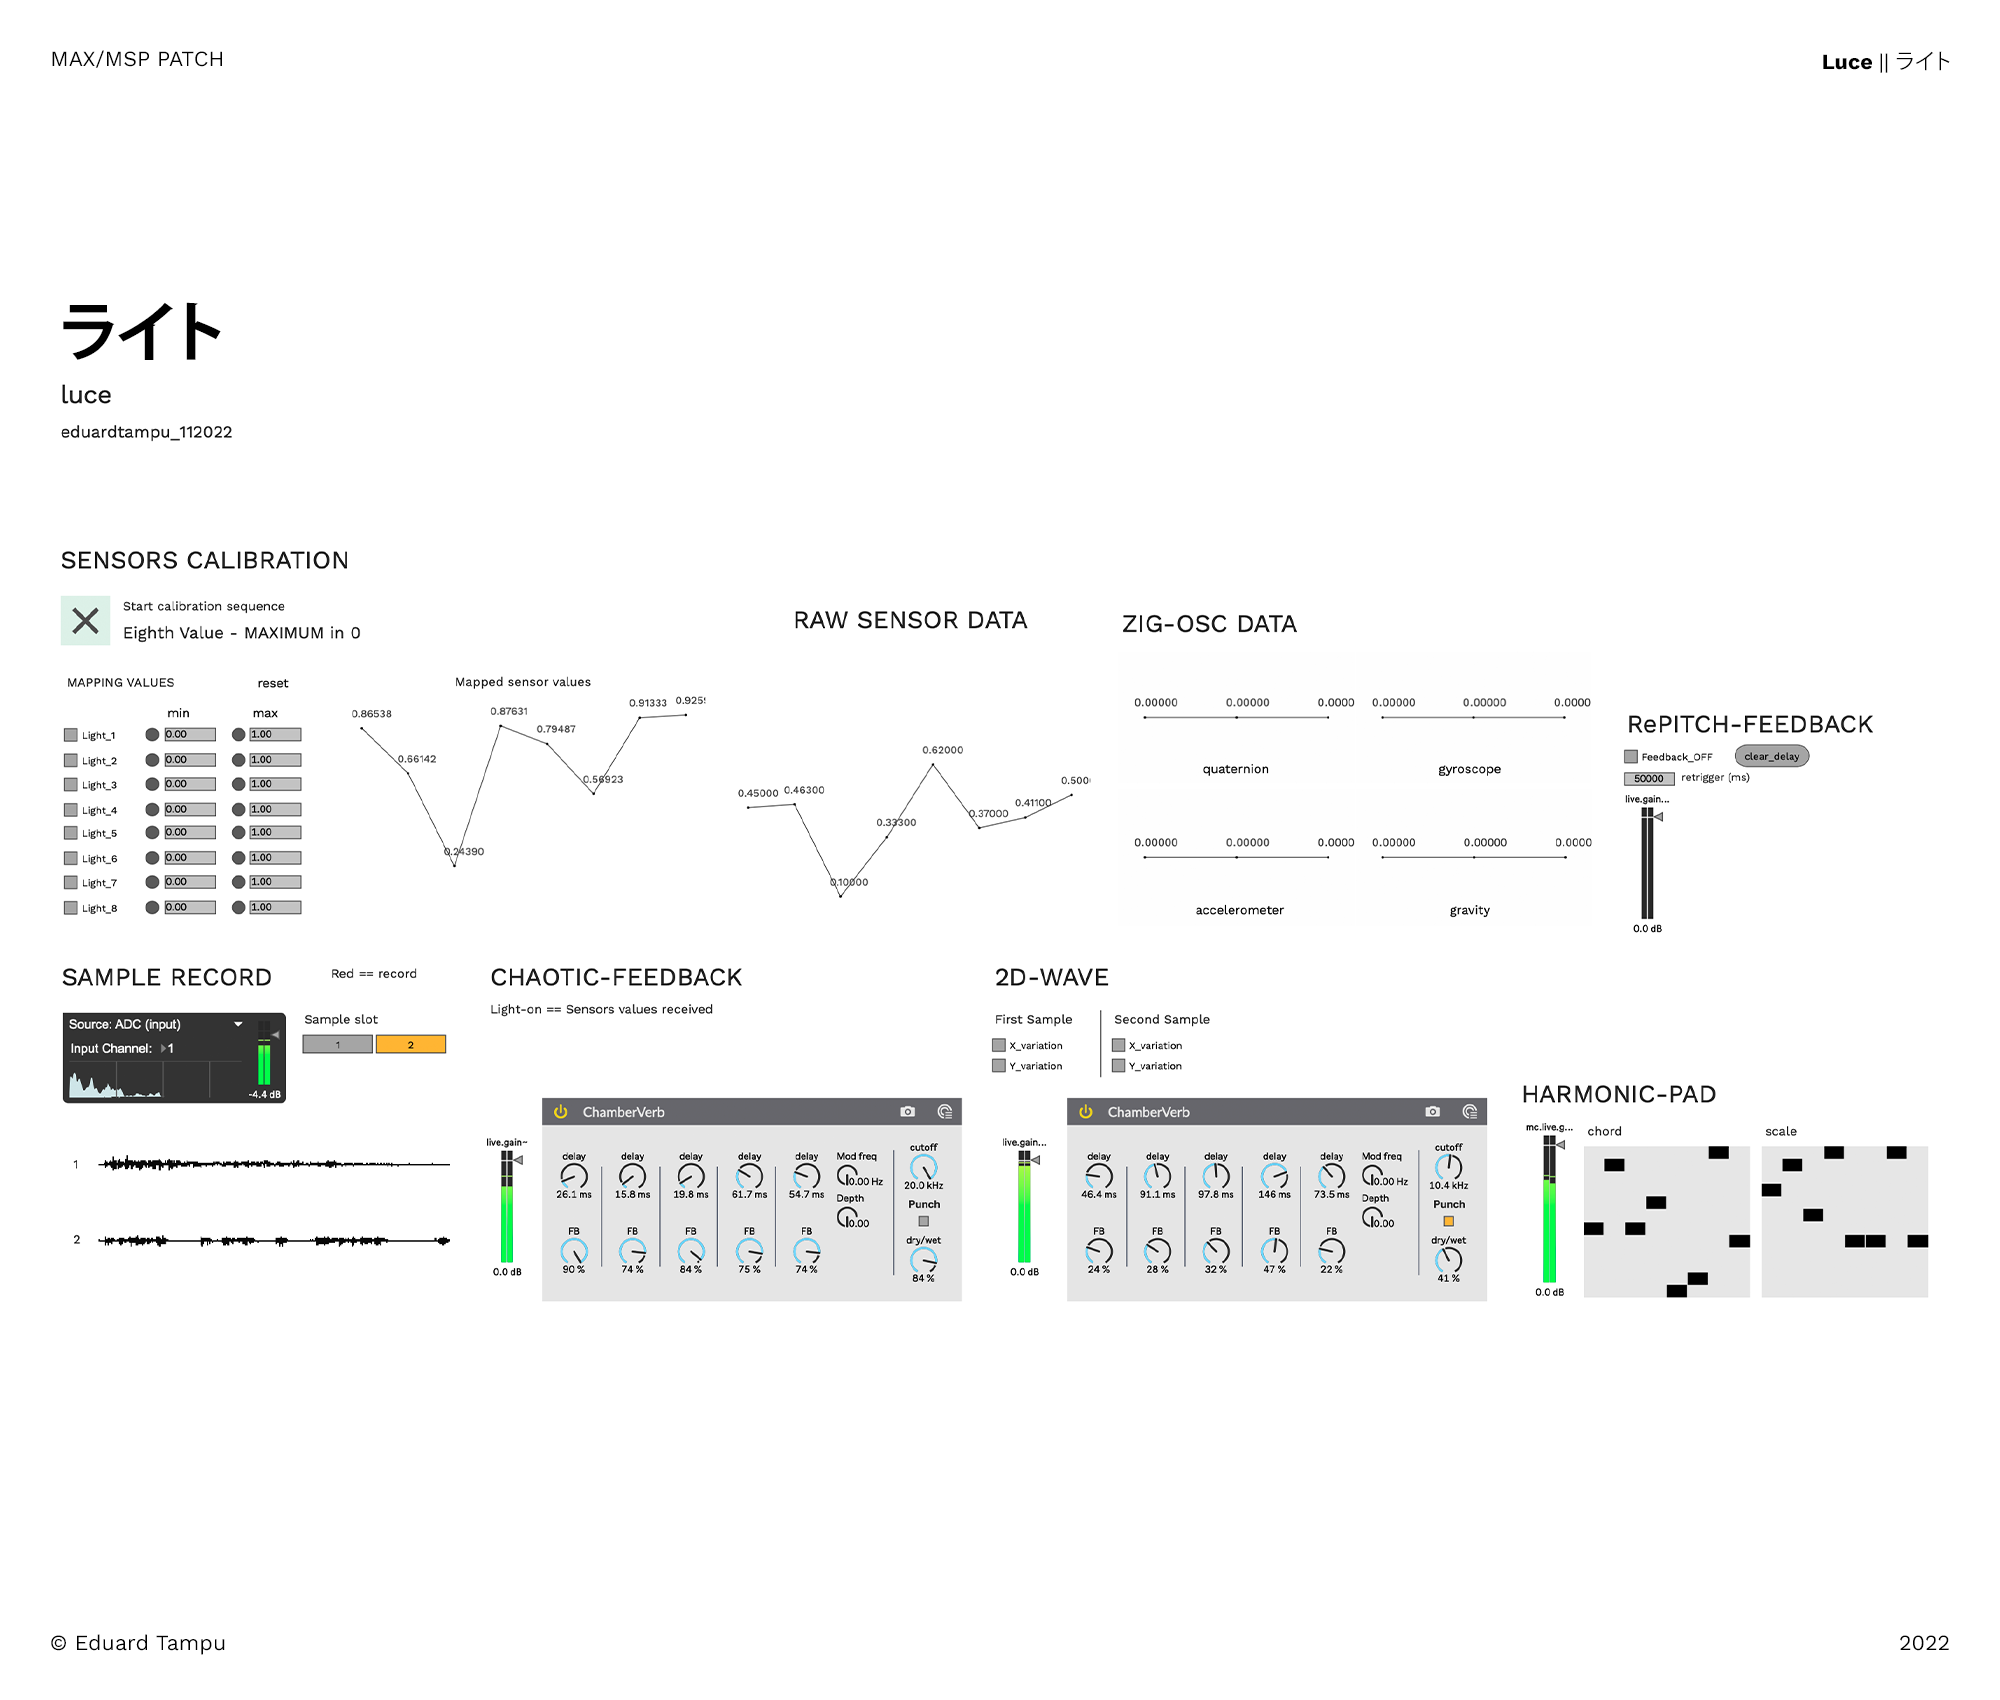 MAX/MSP PATCH
Luce || ライト
ライト
luce
eduardtampu_112022
SENSORS CALIBRATION
Start calibration sequence
Eighth Value - MAXIMUM in 0
MAPPING VALUES
reset
min
max
Light_1 0.00 1.00
Light_2 0.00 1.00
Light_3 0.00 1.00
Light_4 0.00 1.00
Light_5 0.00 1.00
Light_6 0.00 1.00
Light_7 0.00 1.00
Light_8 0.00 1.00
Mapped sensor values
0.86538
0.66142
0.24390
0.87631
0.79487
0.56923
0.91333
RAW SENSOR DATA
0.45000
0.46300
0.10000
0.33300
0.62000
0.37000
0.41100
0.500
ZIG-OSC DATA
0.00000 0.00000 0.0000
quaternion
0.00000 0.00000 0.0000
gyroscope
0.00000 0.00000 0.0000
accelerometer
0.00000 0.00000 0.0000
gravity
RePITCH-FEEDBACK
Feedback_OFF
clear_delay
50000 retrigger (ms)
live.gain...
0.0 dB
SAMPLE RECORD
Red == record
Source: ADC (input)
Input Channel: 1
-4.4 dB
Sample slot
1
2
1
2
CHAOTIC-FEEDBACK
Light-on == Sensors values received
live.gain~
0.0 dB
ChamberVerb
delay delay delay delay delay
26.1 ms 15.8 ms 19.8 ms 61.7 ms 54.7 ms
FB FB FB FB FB
90 % 74 % 84 % 75 % 74 %
Mod freq
0.00 Hz
Depth
0.00
cutoff
20.0 kHz
Punch
dry/wet
84 %
2D-WAVE
First Sample
X_variation
Y_variation
Second Sample
X_variation
Y_variation
live.gain...
0.0 dB
ChamberVerb
delay delay delay delay delay
46.4 ms 91.1 ms 97.8 ms 146 ms 73.5 ms
FB FB FB FB FB
24 % 28 % 32 % 47 % 22 %
Mod freq
0.00 Hz
Depth
0.00
cutoff
10.4 kHz
Punch
dry/wet
41 %
HARMONIC-PAD
mc.live.g...
0.0 dB
chord
scale
© Eduard Tampu
2022